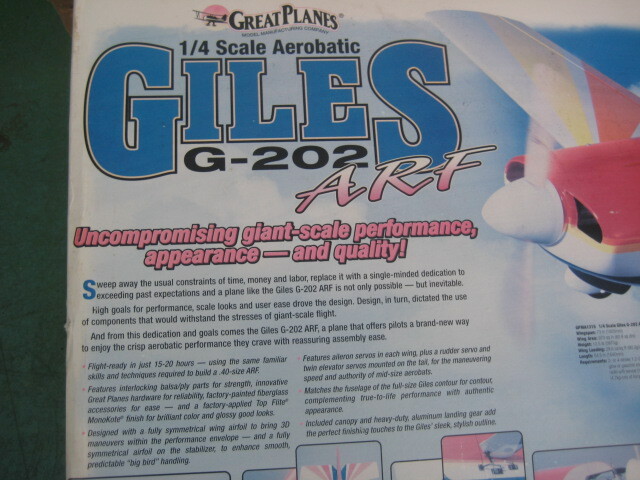 GREAT PLANES®
MODEL MANUFACTURING COMPANY
1/4 Scale Aerobatic
GILES
G-202
ARF
Uncompromising giant-scale performance,
appearance — and quality!
Sweep away the usual constraints of time, money and labor, replace it with a single-minded dedication to
exceeding past expectations and a plane like the Giles G-202 ARF is not only possible — but inevitable.
High goals for performance, scale looks and user ease drove the design. Design, in turn, dictated the use
of components that would withstand the stresses of giant-scale flight.
And from this dedication and goals comes the Giles G-202 ARF, a plane that offers pilots a brand-new way
to enjoy the crisp aerobatic performance they crave with reassuring assembly ease.
• Flight-ready in just 15-20 hours — using the same familiar
skills and techniques required to build a .40-size ARF.
• Features interlocking balsa/ply parts for strength, innovative
Great Planes hardware for reliability, factory-painted fiberglass
accessories for ease — and a factory-applied Top Flite®
MonoKote® finish for brilliant color and glossy good looks.
• Designed with a fully symmetrical wing airfoil to bring 3D
maneuvers within the performance envelope — and a fully
symmetrical airfoil on the stabilizer, to enhance smooth,
predictable "big bird" handling.
• Features aileron servos in each wing, plus a rudder servo and
twin elevator servos mounted on the tail, for the maneuvering
speed and authority of mid-size aerobats.
• Matches the fuselage of the full-size Giles contour for contour,
complementing true-to-life performance with authentic
appearance.
• Included canopy and heavy-duty, aluminum landing gear add
the perfect finishing touches to the Giles' sleek, stylish outline.